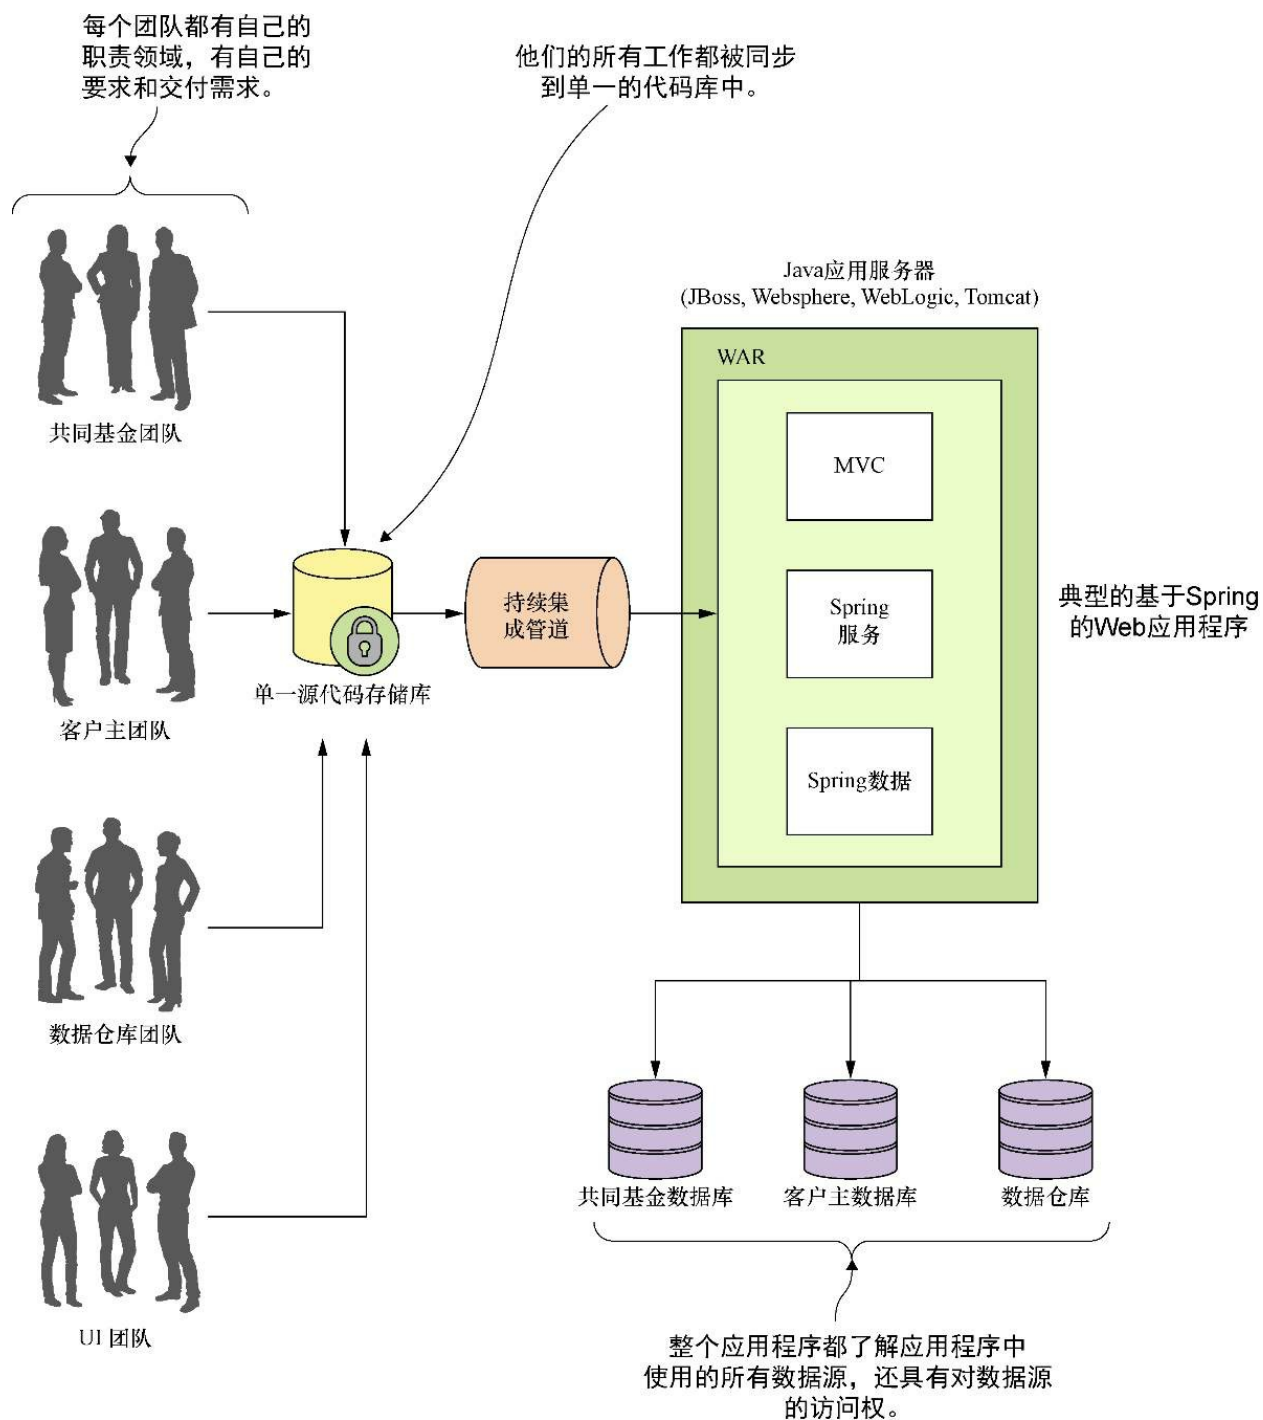 每个团队都有自己的
职责领域，有自己的
要求和交付需求。
他们的所有工作都被同步
到单一的代码库中。
共同基金团队
客户主团队
数据仓库团队
UI 团队
单一源代码存储库
持续集
成管道
Java应用服务器
(JBoss, Websphere, WebLogic, Tomcat)
WAR
MVC
Spring
服务
Spring数据
典型的基于Spring
的Web应用程序
共同基金数据库
客户主数据库
数据仓库
整个应用程序都了解应用程序中
使用的所有数据源，还具有对数据源
的访问权。